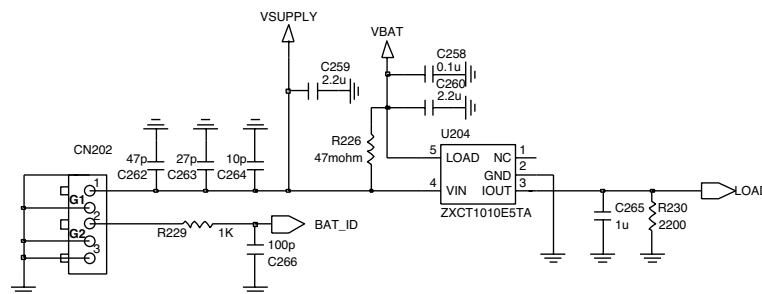 VSUPPLY
VBAT
C259
2.2u
C258
0.1u
C260
2.2u
U204
CN202
R226
47mohm
47p
C262
27p
C263
10p
C264
5 LOAD NC 1
GND 2
4 VIN IOUT 3
ZXCT1010E5TA
LOAD
1
G1
2
G2
3
R229 1K
BAT_ID
100p
C266
C265
1u
R230
2200